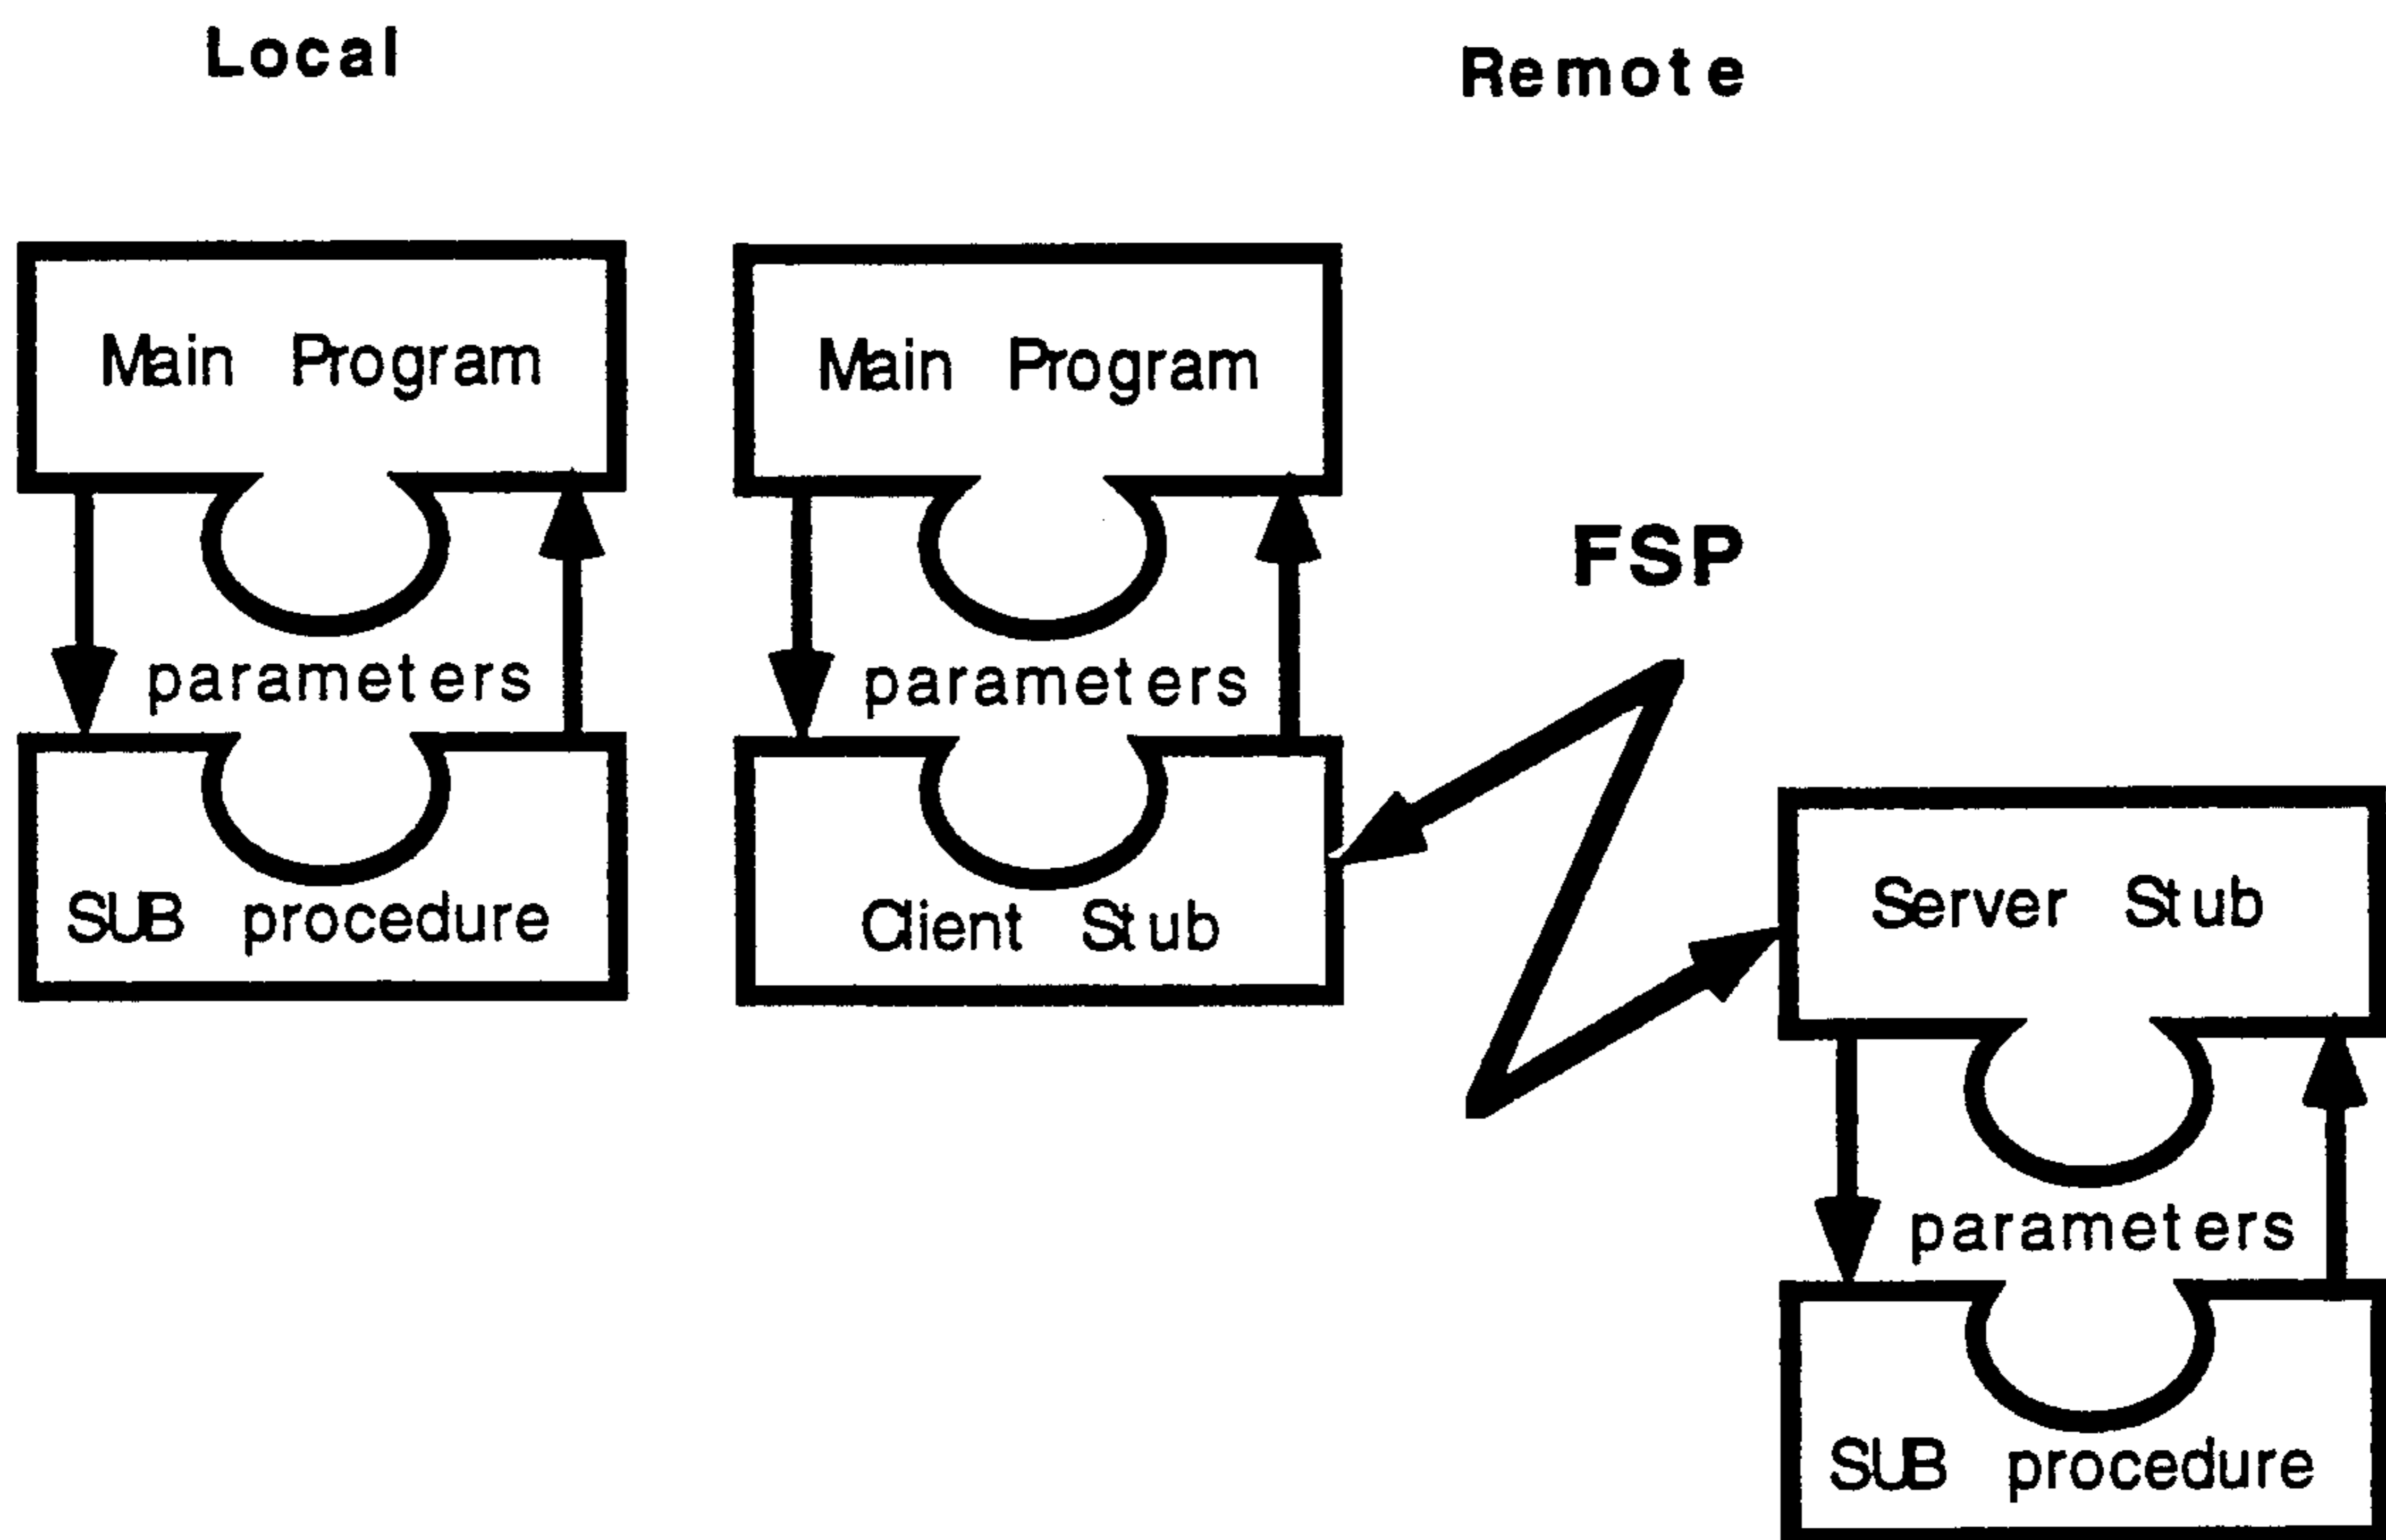 Local
Remote
Main Program
Main Program
FSP
parameters
parameters
SUB procedure
Client Stub
Server Stub
parameters
SUB procedure